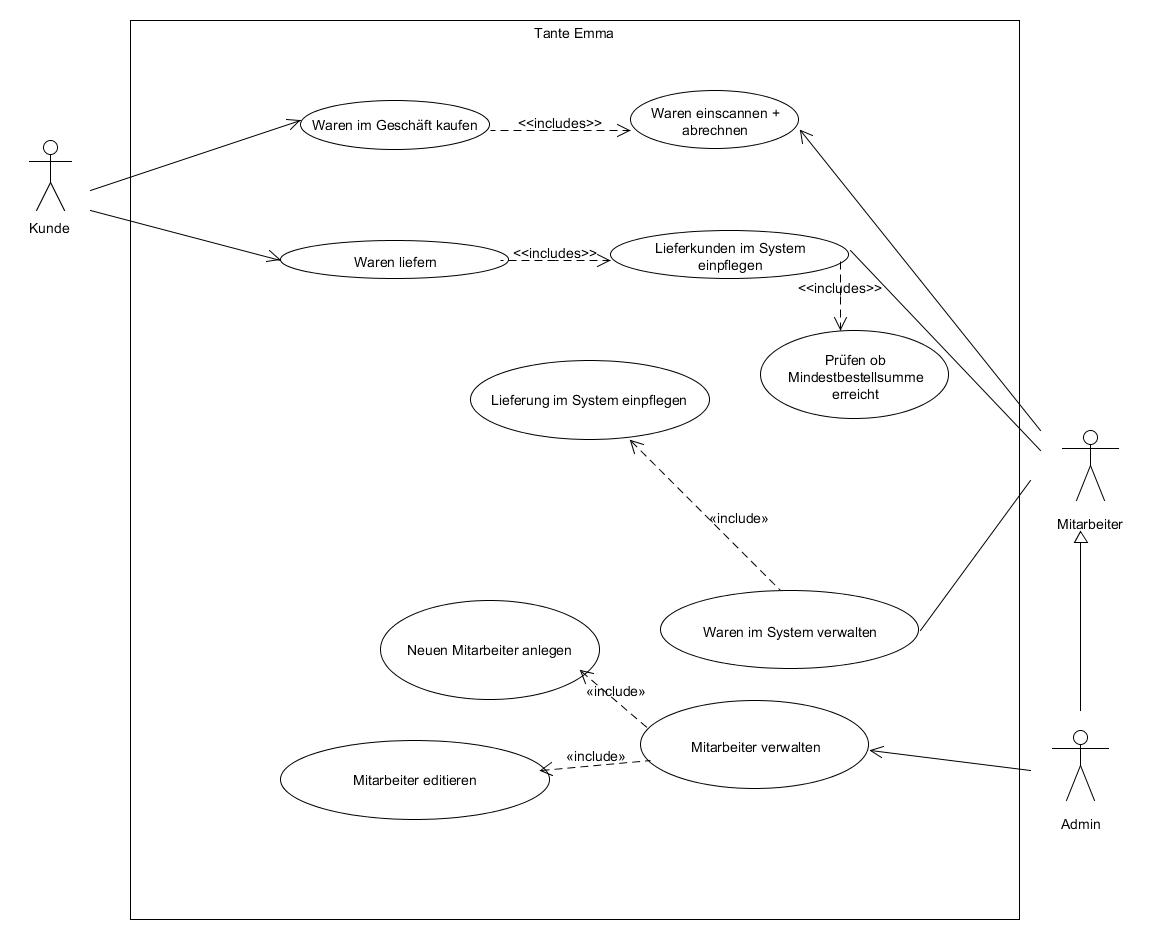 Tante Emma
Waren im Geschäft kaufen
<<includes>>
Waren einscannen +
abrechnen
Kunde
Waren liefern
<<includes>>
Lieferkunden im System
einpflegen
<<includes>>
Prüfen ob
Mindestbestellsumme
erreicht
Lieferung im System einpflegen
«include»
Mitarbeiter
Waren im System verwalten
Neuen Mitarbeiter anlegen
«include»
Mitarbeiter verwalten
«include»
Mitarbeiter editieren
Admin